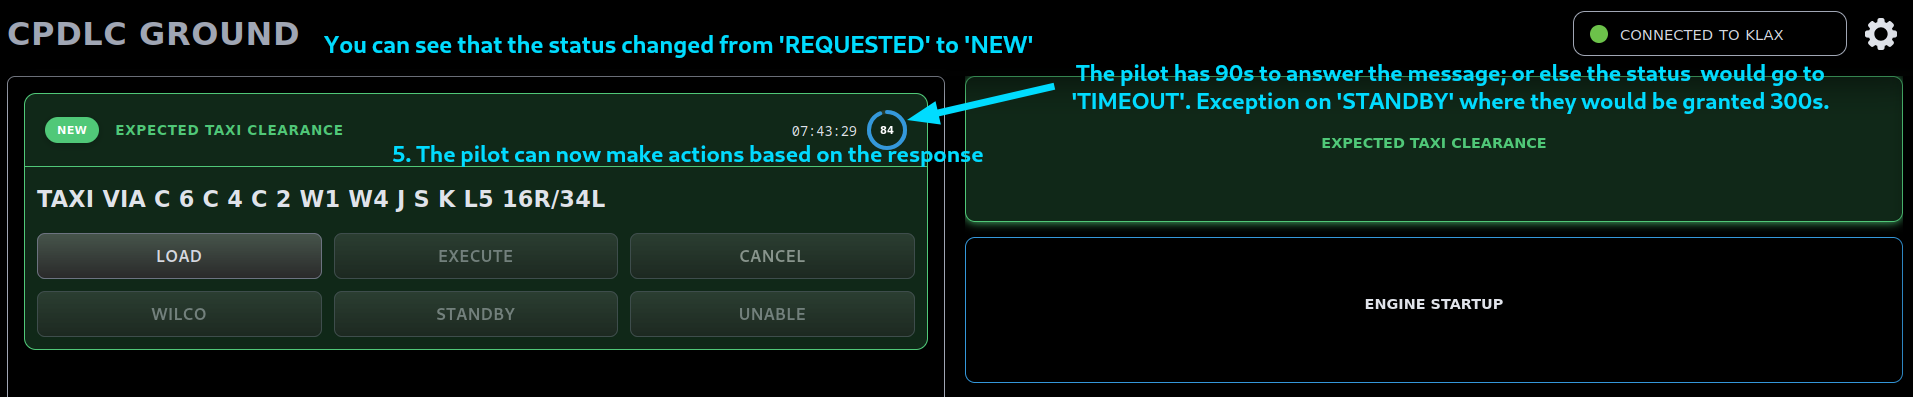 CPDLC GROUND
You can see that the status changed from 'REQUESTED' to 'NEW'
CONNECTED TO KLAX
The pilot has 90s to answer the message; or else the status would go to
'TIMEOUT'. Exception on 'STANDBY' where they would be granted 300s.
NEW
EXPECTED TAXI CLEARANCE
07:43:29
84
5. The pilot can now make actions based on the response
TAXI VIA C 6 C 4 C 2 W1 W4 J S K L5 16R/34L
LOAD
EXECUTE
CANCEL
WILCO
STANDBY
UNABLE
EXPECTED TAXI CLEARANCE
ENGINE STARTUP